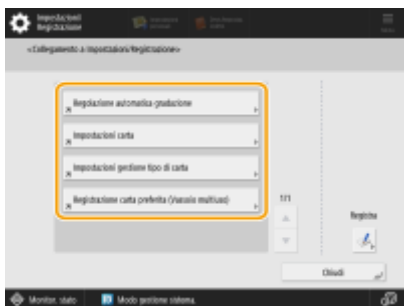 Impostazioni/
Registrazione
<Collegamento a Impostazioni/Registrazione>
Regolazione automatica gradazione
Impostazioni carta
Impostazioni gestione tipo di carta
Registrazione carta preferita (Vassoio multiuso)
1/1
Registra
Chiudi
Monitor. stato
Modo gestione sistema.